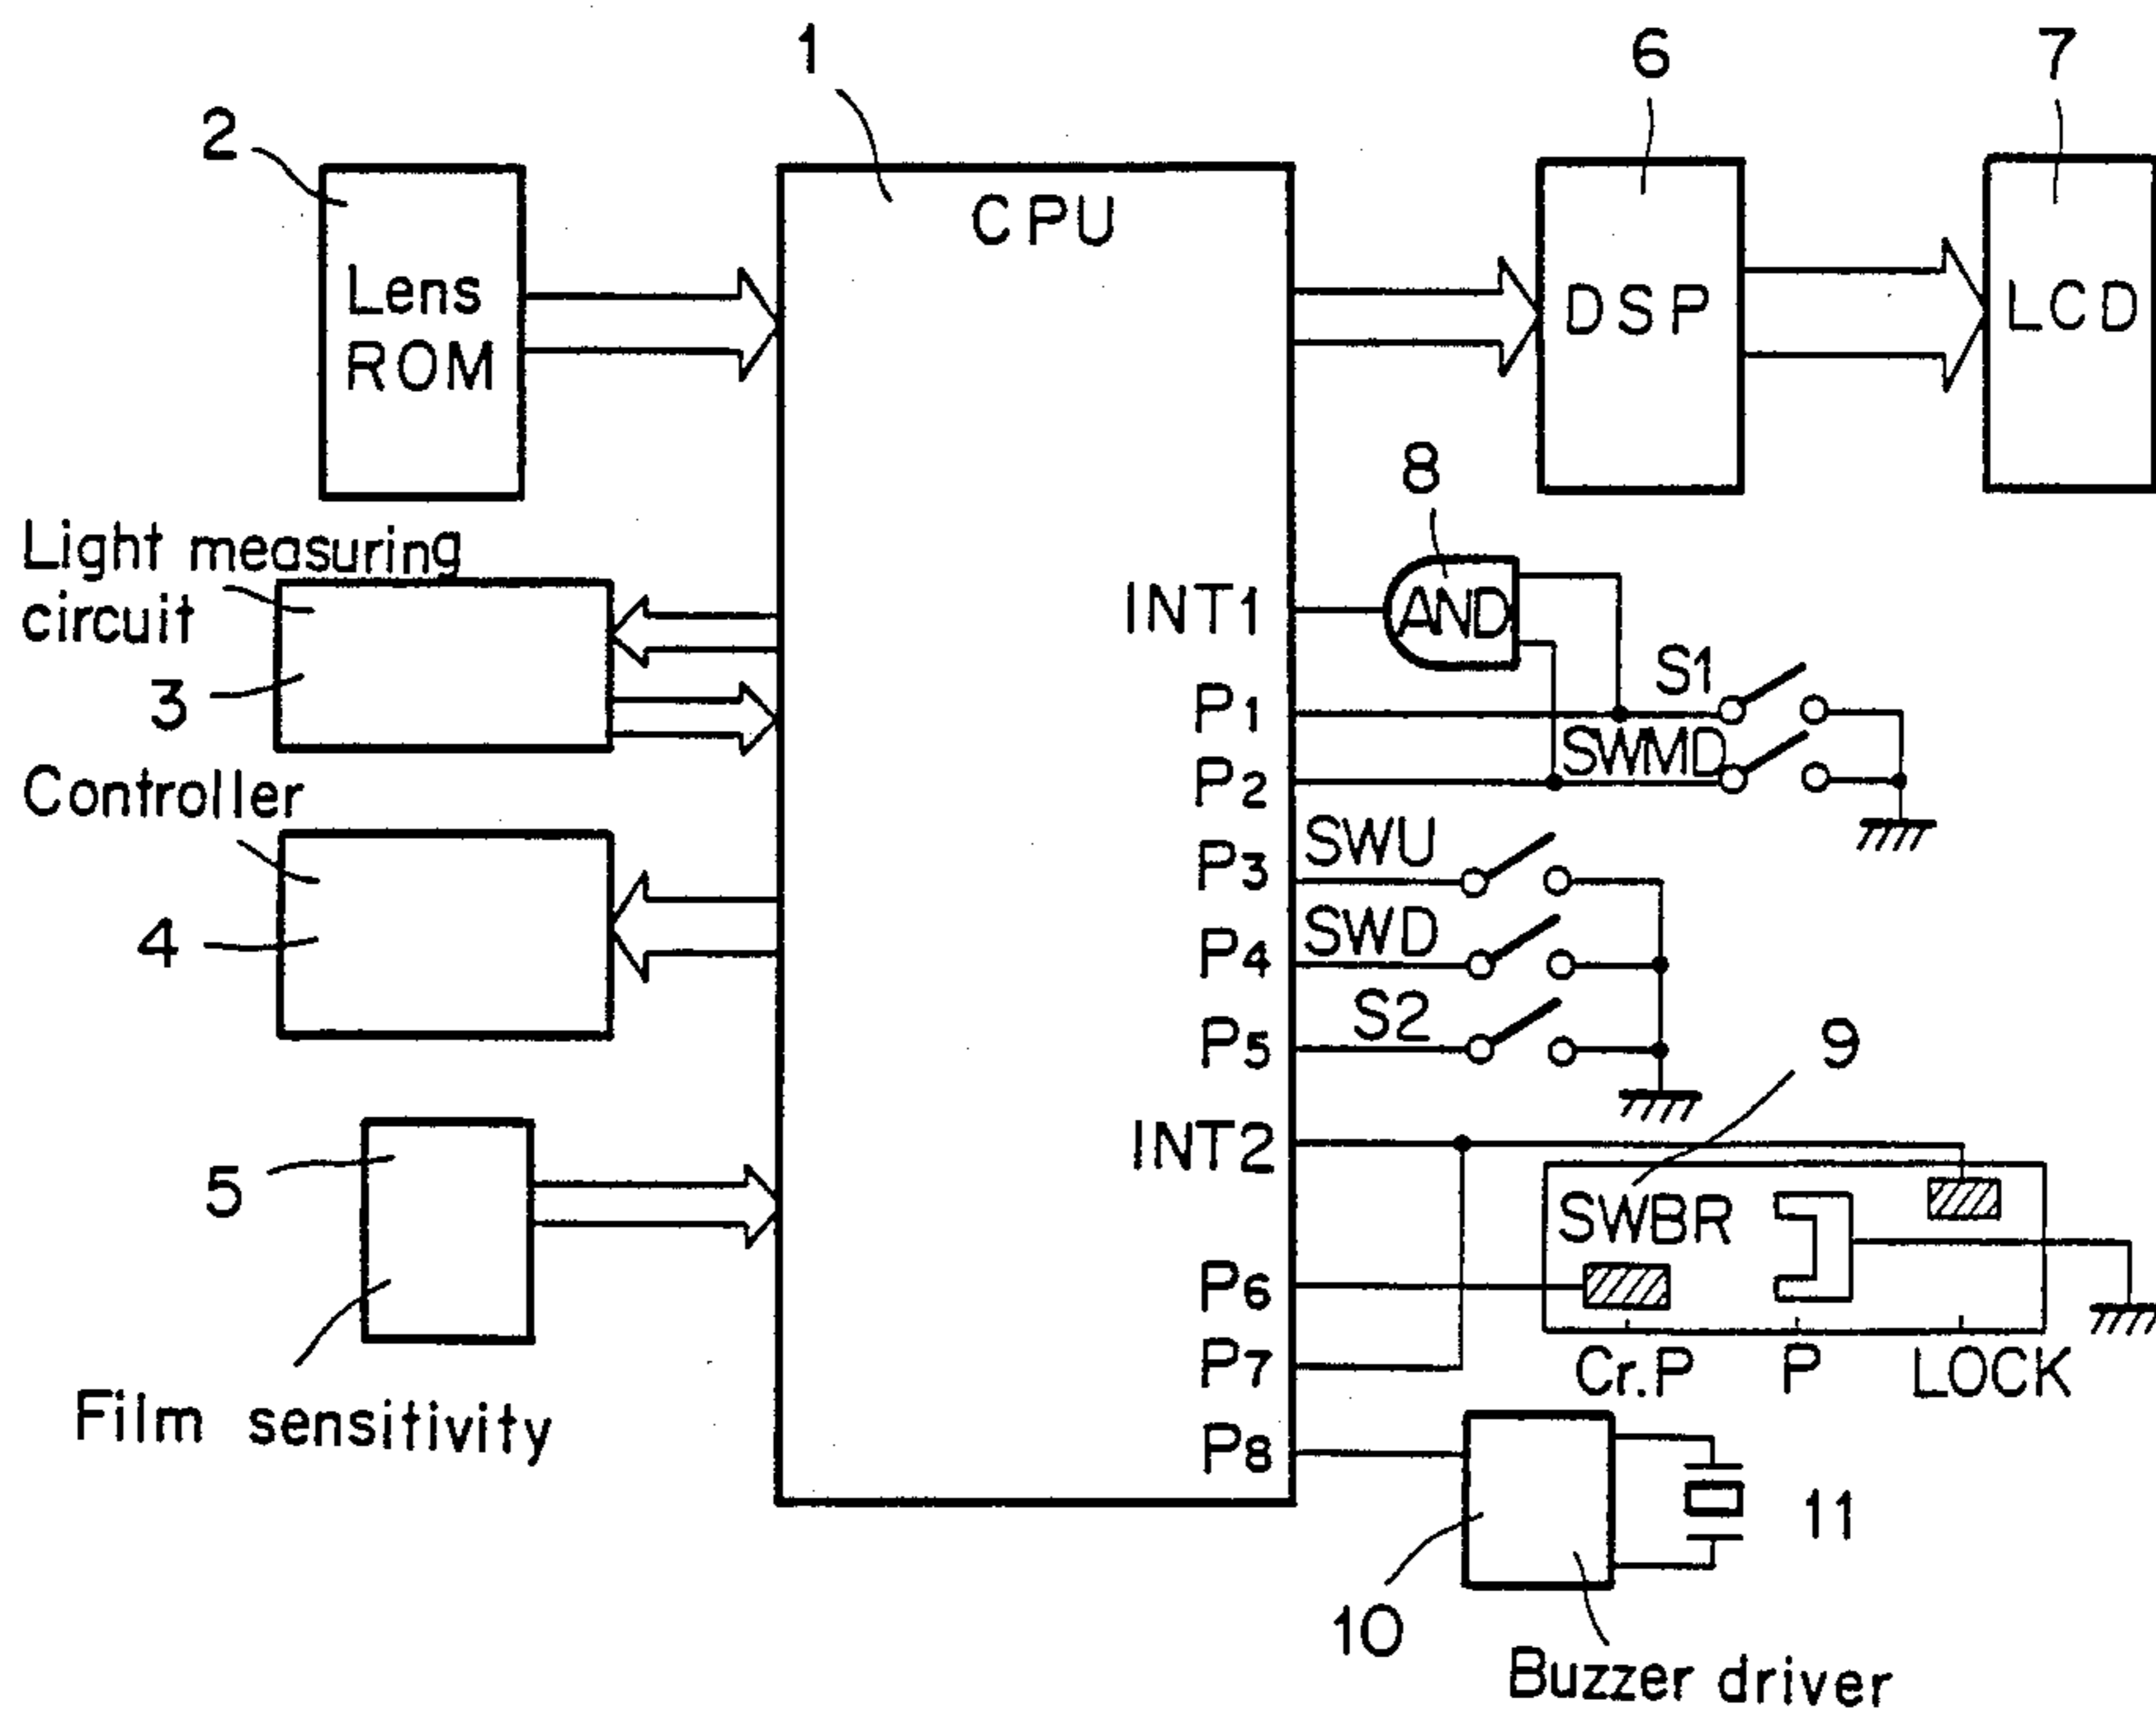 1
6
7
2
CPU
Lens
ROM
DSP
LCD
8
Light measuring
circuit
INT1
AND
3
P1
S1
SWMD
Controller
P2
SWU
P3
4
SWD
P4
S2
P5
9
INT2
5
SWBR
P6
P7
Cr.P
P
LOCK
Film sensitivity
P8
11
10
Buzzer driver